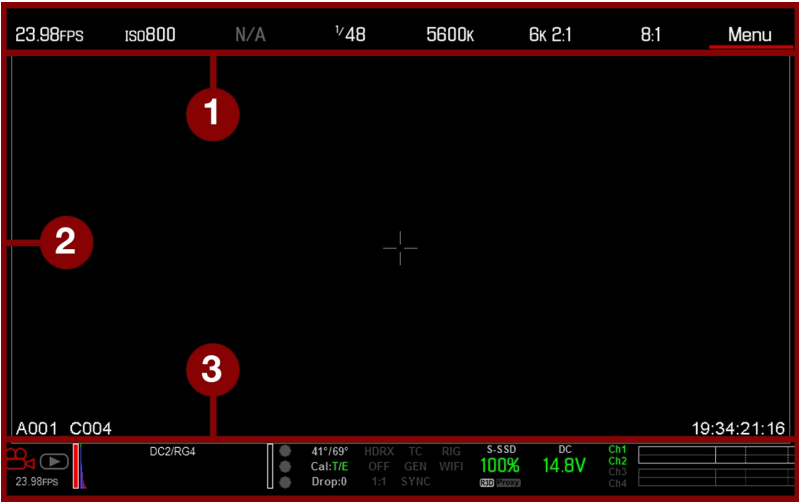 23.98FPS ISO800 N/A 1/48 5600K 6K 2:1 8:1 Menu
1
2
3
A001 C004 19:34:21:16
DC2/RG4 41°/69° HDRX TC RIG S-SSD DC Ch1
Cal:T/E OFF GEN WIFI 100% 14.8V Ch2
Ch3
23.98FPS Drop:0 1:1 SYNC R3D Proxy Ch4